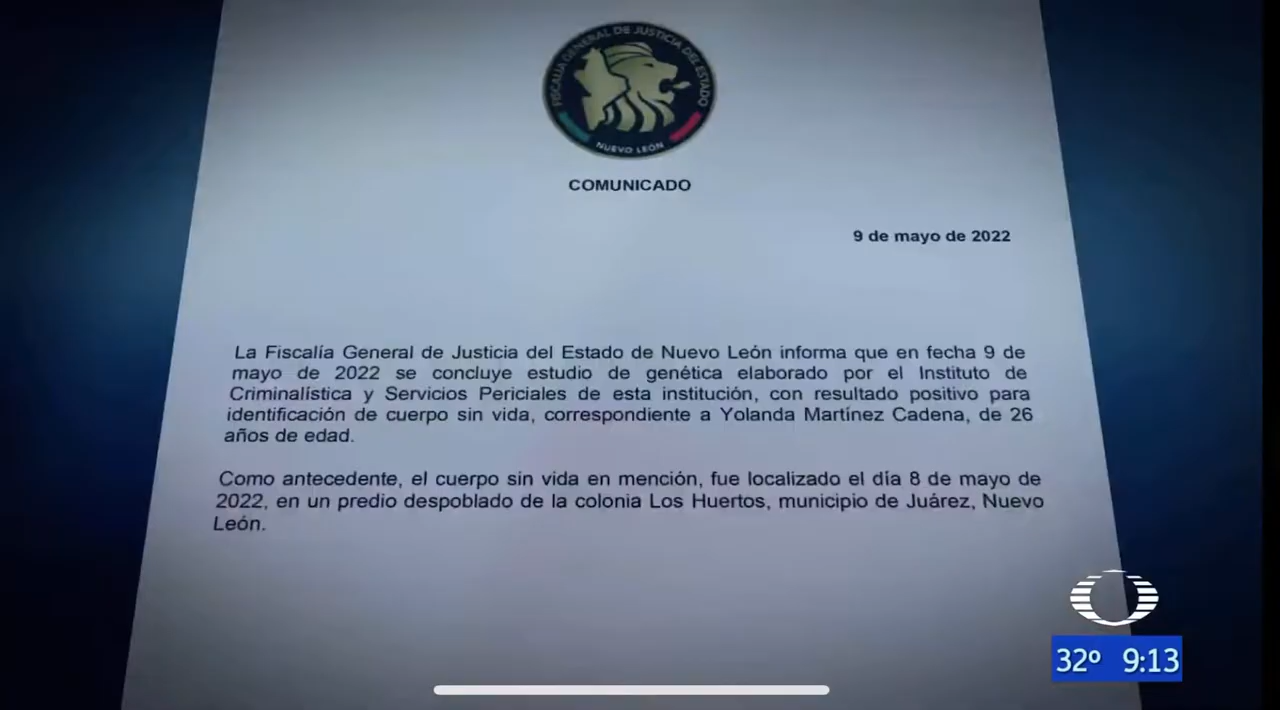 FISCALÍA GENERAL DE JUSTICIA DEL ESTADO
NUEVO LEÓN
COMUNICADO
9 de mayo de 2022
La Fiscalía General de Justicia del Estado de Nuevo León informa que en fecha 9 de
mayo de 2022 se concluye estudio de genética elaborado por el Instituto de
Criminalística y Servicios Periciales de esta institución, con resultado positivo para
identificación de cuerpo sin vida, correspondiente a Yolanda Martínez Cadena, de 26
años de edad.
Como antecedente, el cuerpo sin vida en mención, fue localizado el día 8 de mayo de
2022, en un predio despoblado de la colonia Los Huertos, municipio de Juárez, Nuevo
León.
32º 9:13